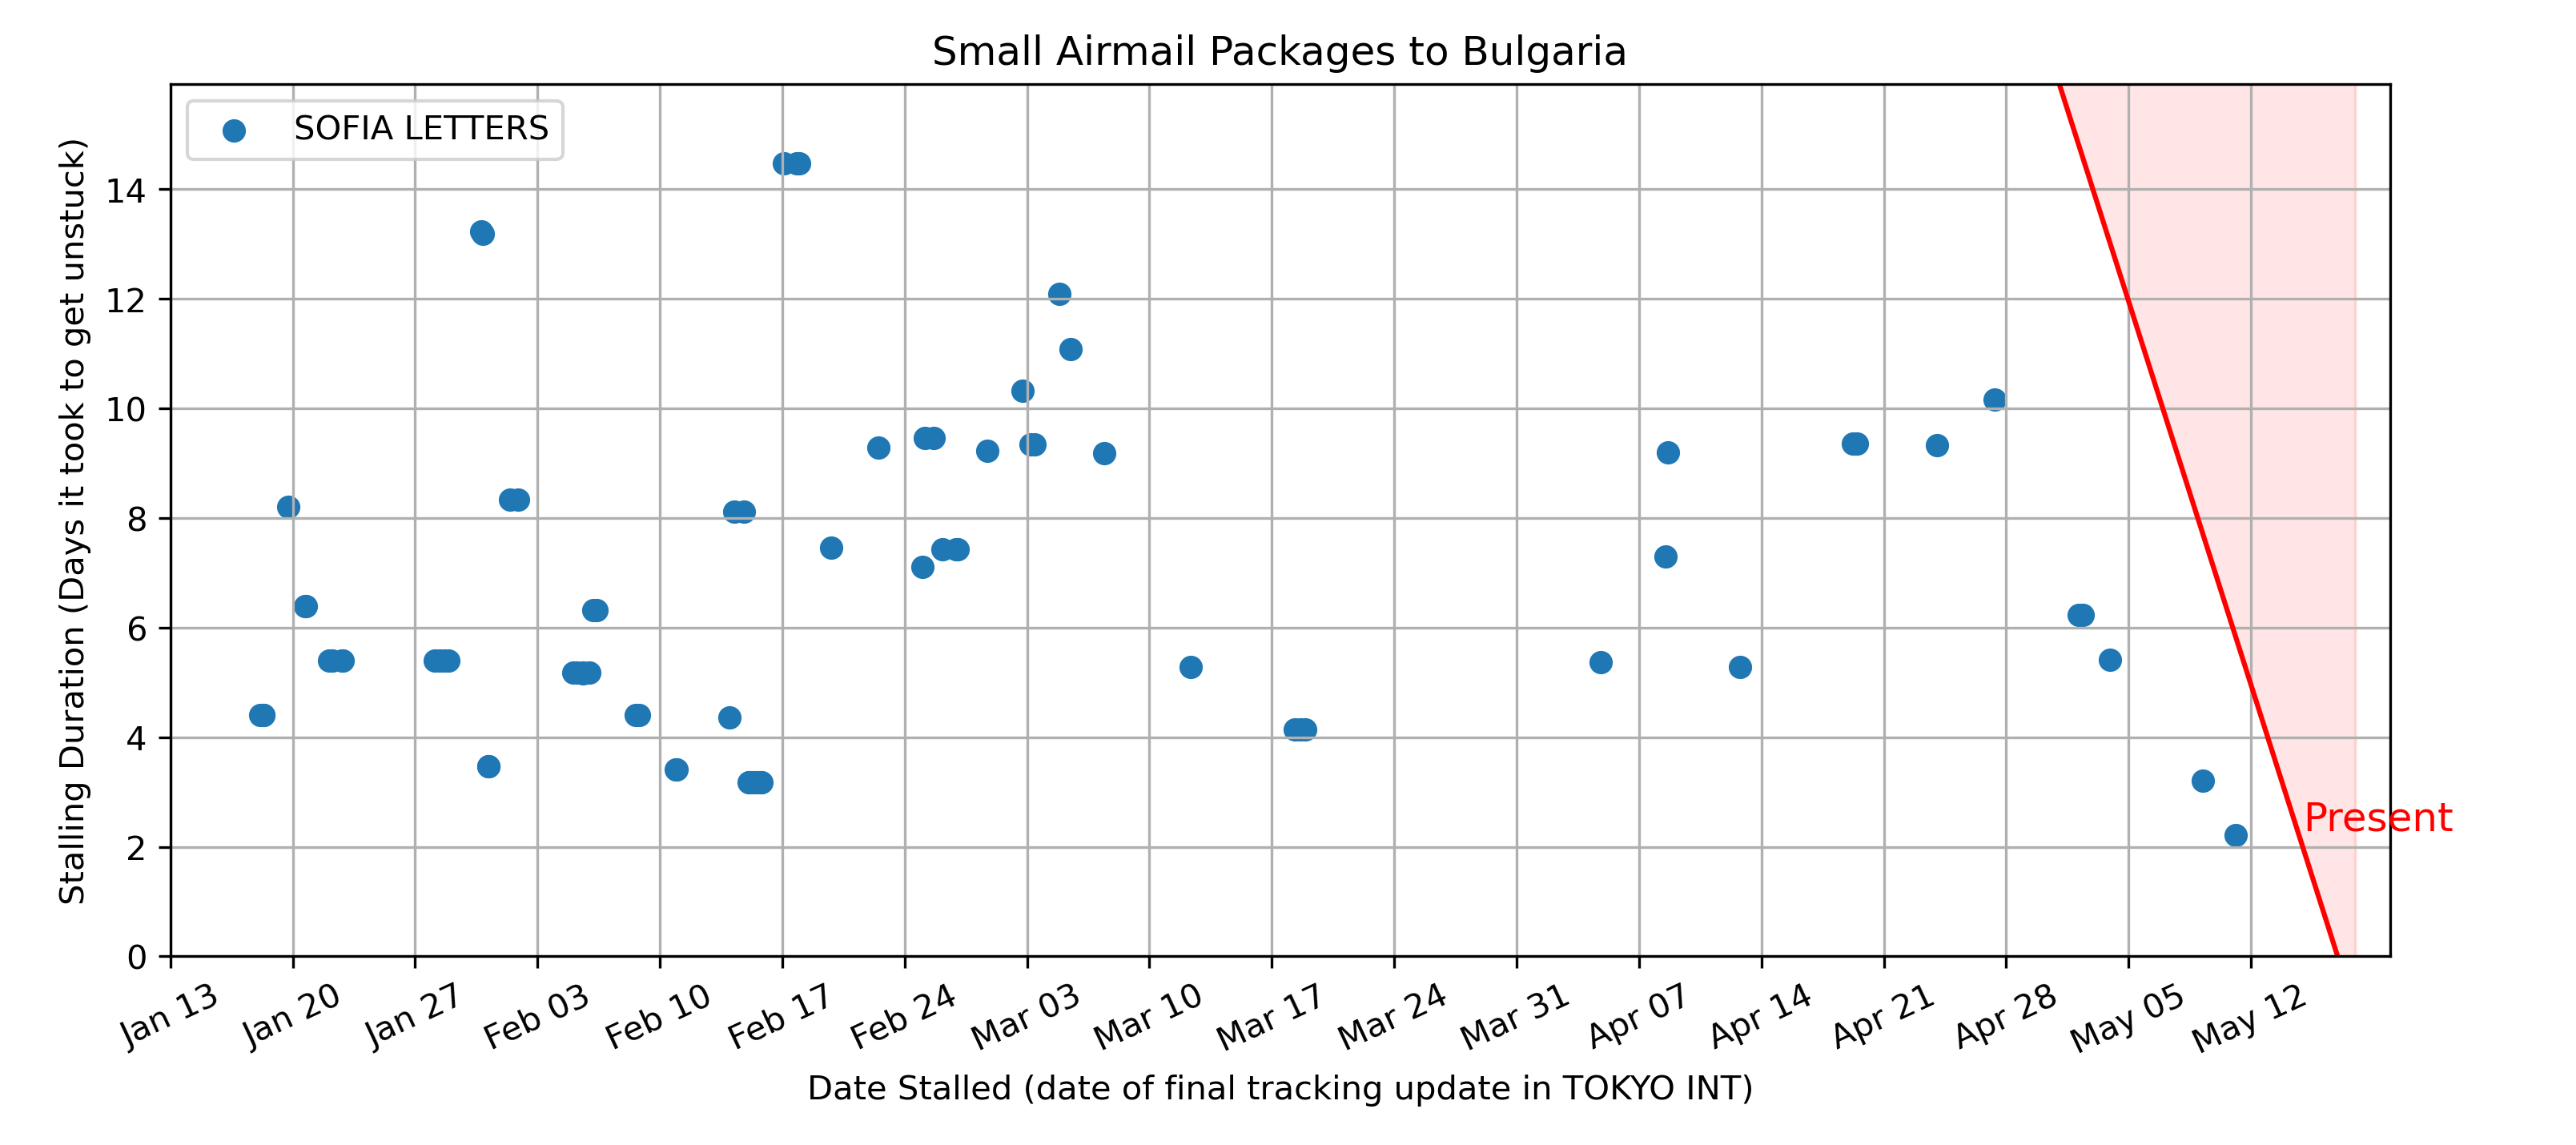 Small Airmail Packages to Bulgaria
SOFIA LETTERS
Stalling Duration (Days it took to get unstuck)
14
12
10
8
6
4
2
0
Present
Jan 13
Jan 20
Jan 27
Feb 03
Feb 10
Feb 17
Feb 24
Mar 03
Mar 10
Mar 17
Mar 24
Mar 31
Apr 07
Apr 14
Apr 21
Apr 28
May 05
May 12
Date Stalled (date of final tracking update in TOKYO INT)